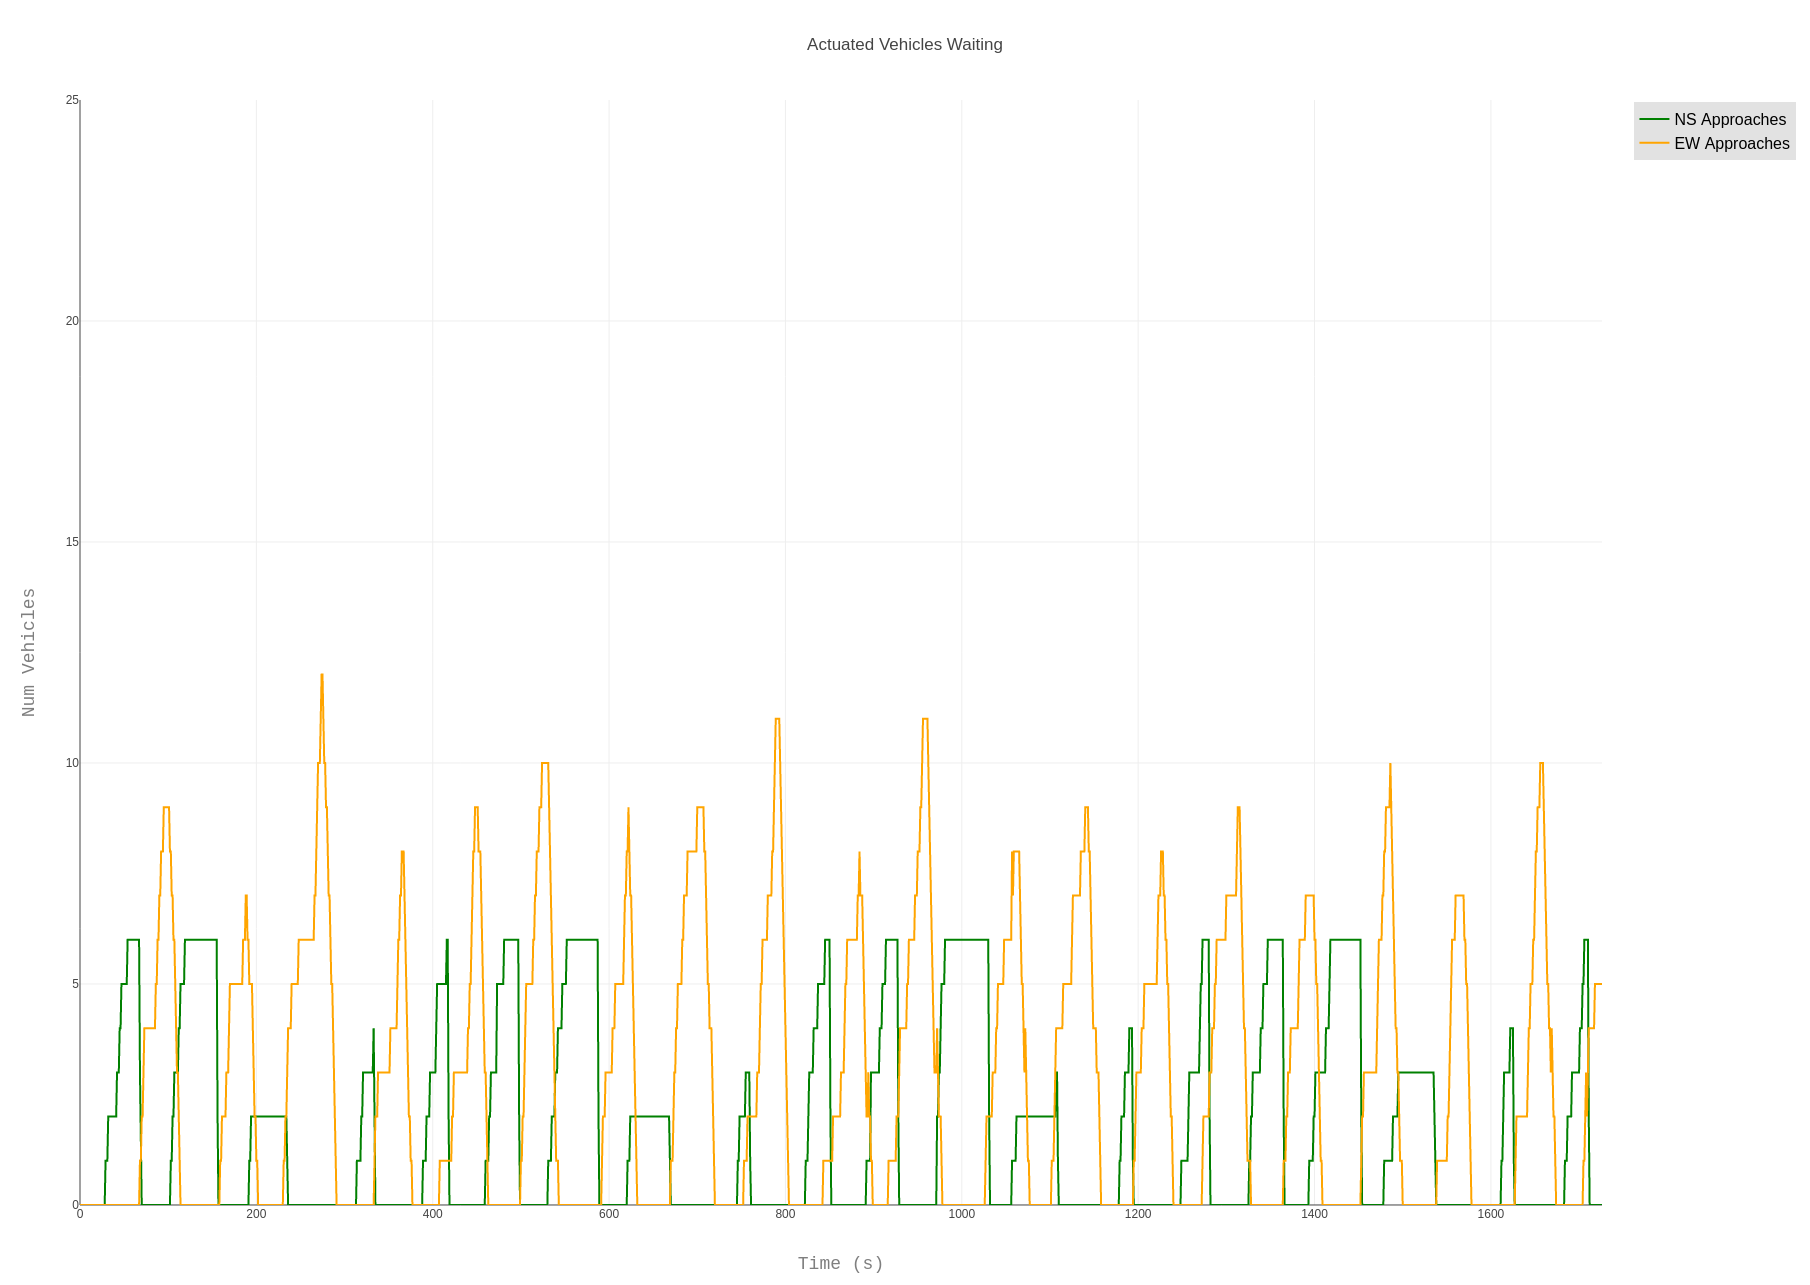 Actuated Vehicles Waiting
NS Approaches
EW Approaches
Num Vehicles
25
20
15
10
5
0
0 200 400 600 800 1000 1200 1400 1600
Time (s)